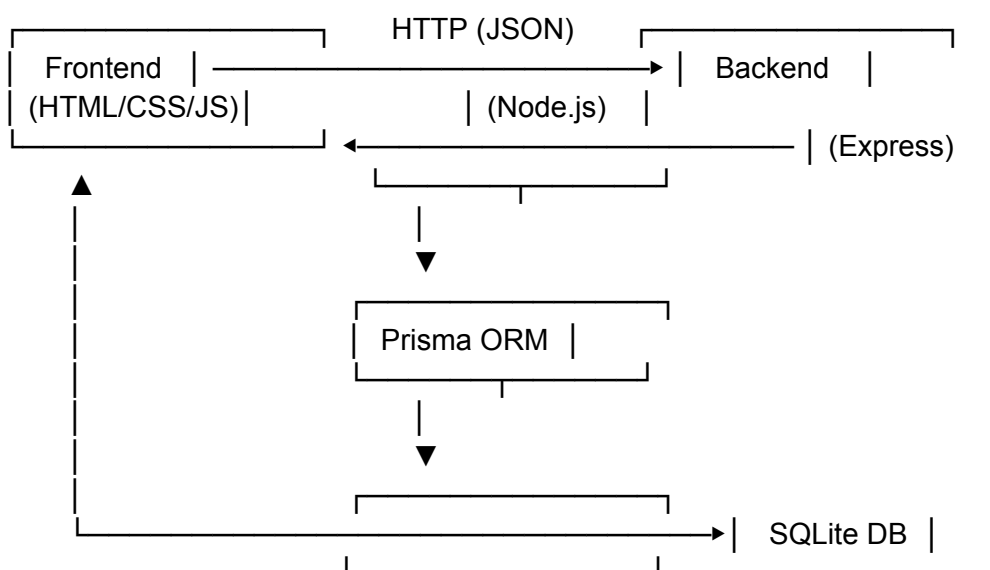 HTTP (JSON)
Frontend Backend
(HTML/CSS/JS) (Node.js)
(Express)
Prisma ORM
SQLite DB